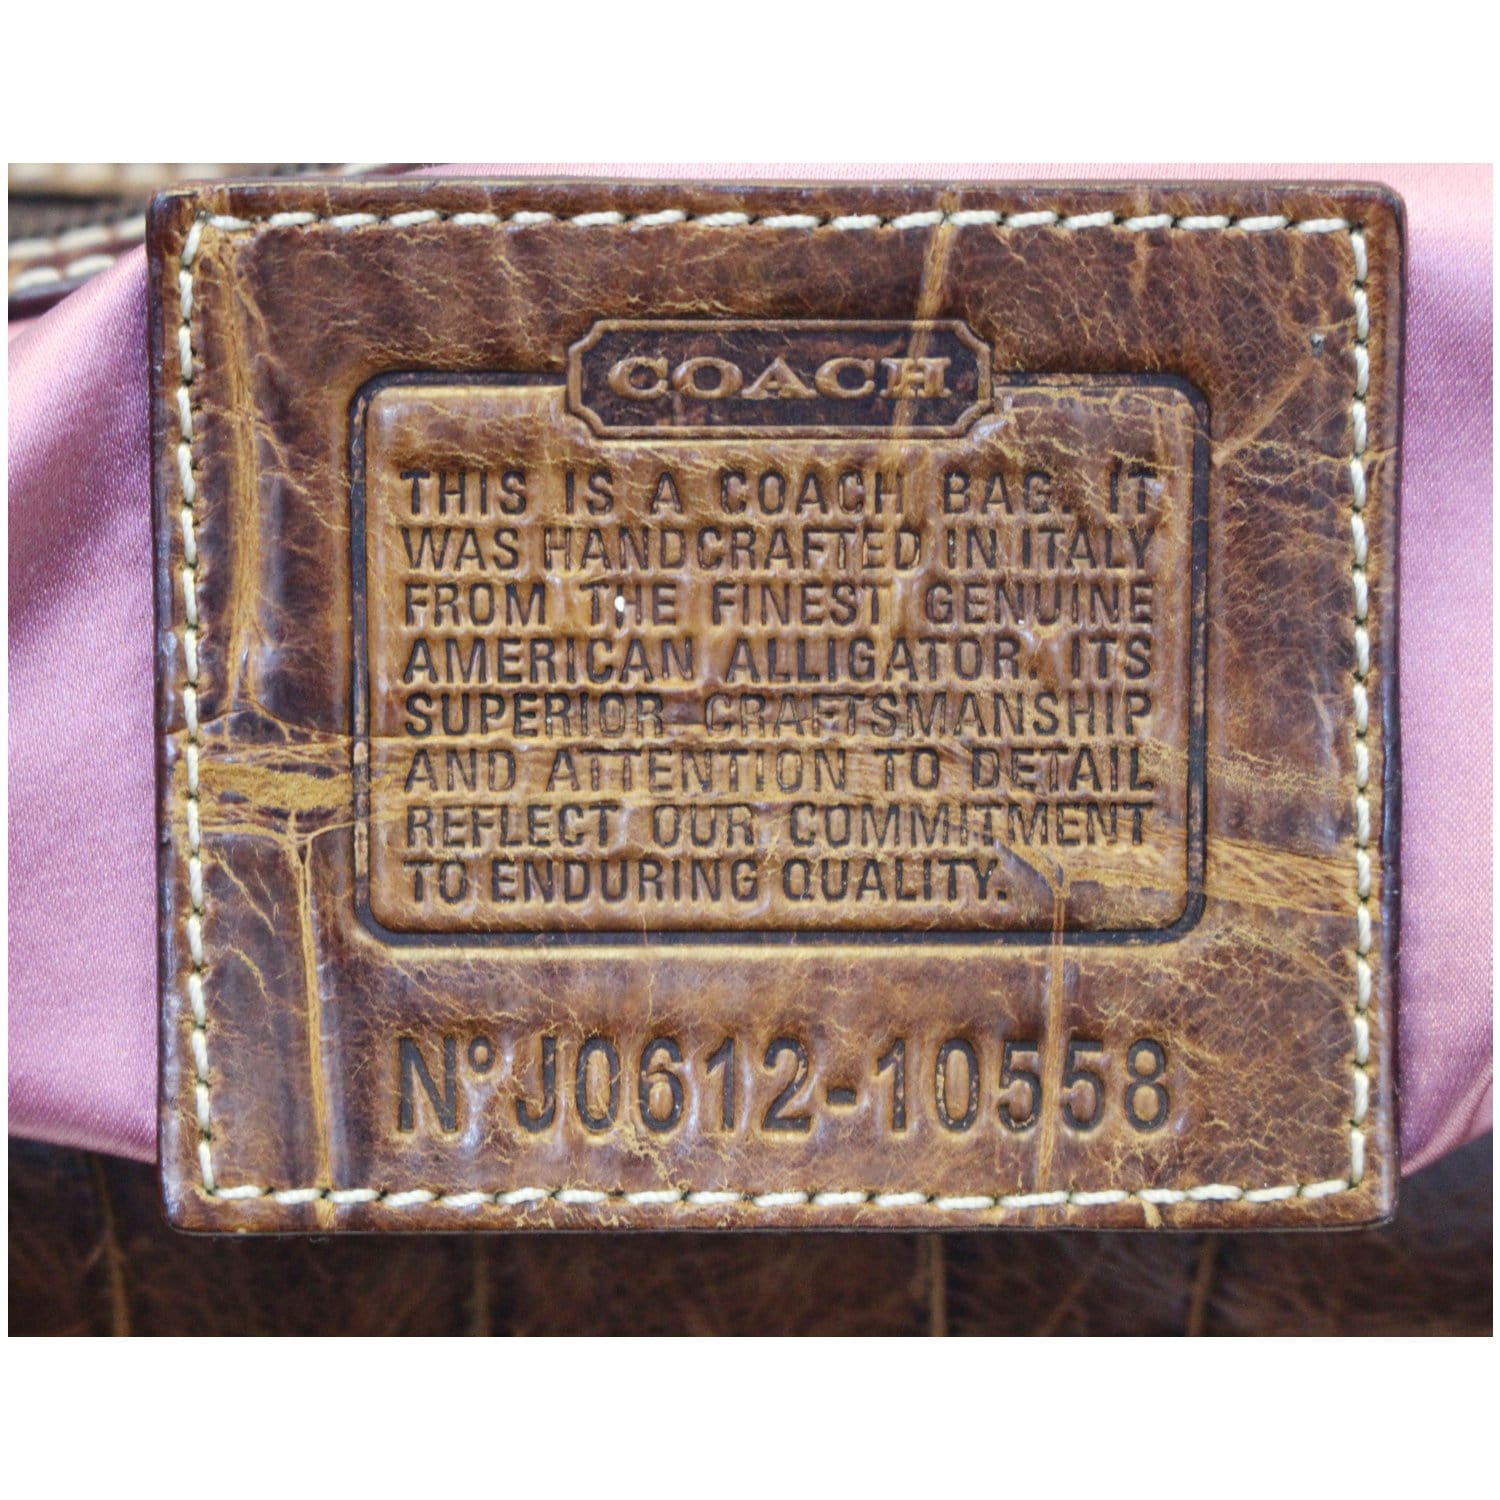 COACH
THIS IS A COACH BAG. IT
WAS HANDCRAFTED IN ITALY
FROM THE FINEST GENUINE
AMERICAN ALLIGATOR. ITS
SUPERIOR CRAFTSMANSHIP
AND ATTENTION TO DETAIL
REFLECT OUR COMMITMENT
TO ENDURING QUALITY.
Nº J0612-10558